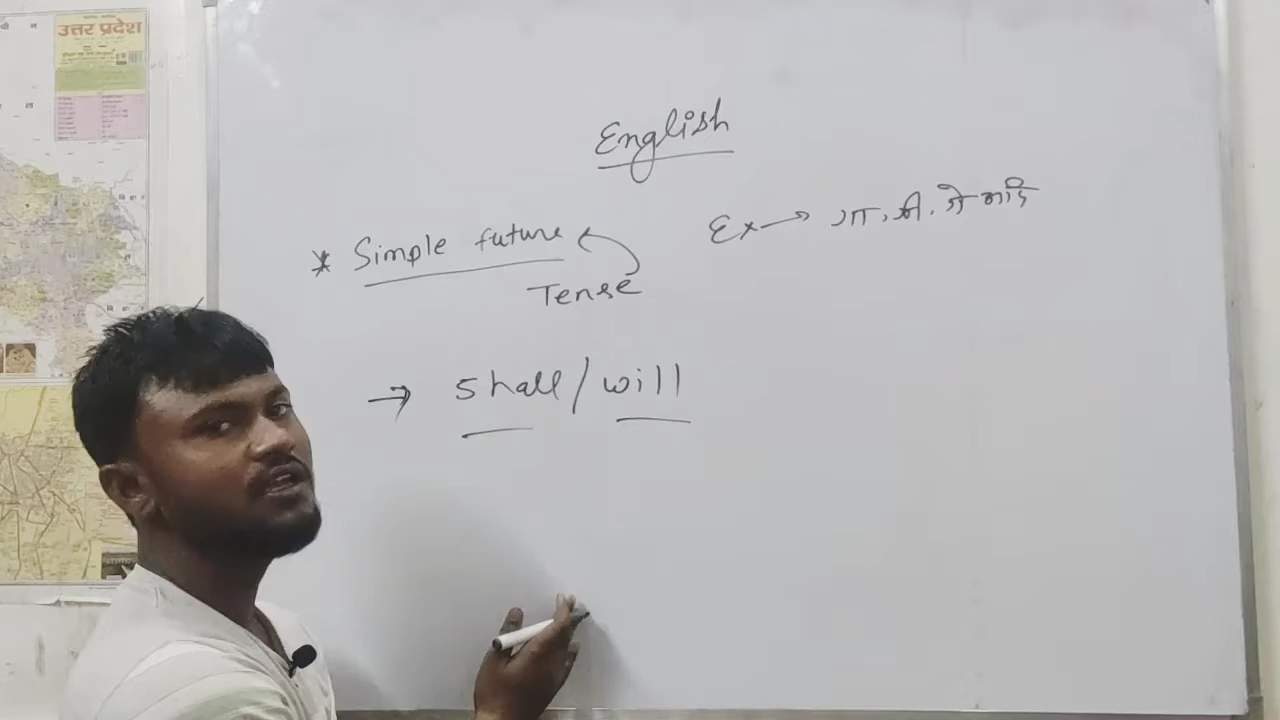 उत्तर प्रदेश
English
* Simple future
Tense
Ex → गा, गी, गे आदि
→ Shall / will